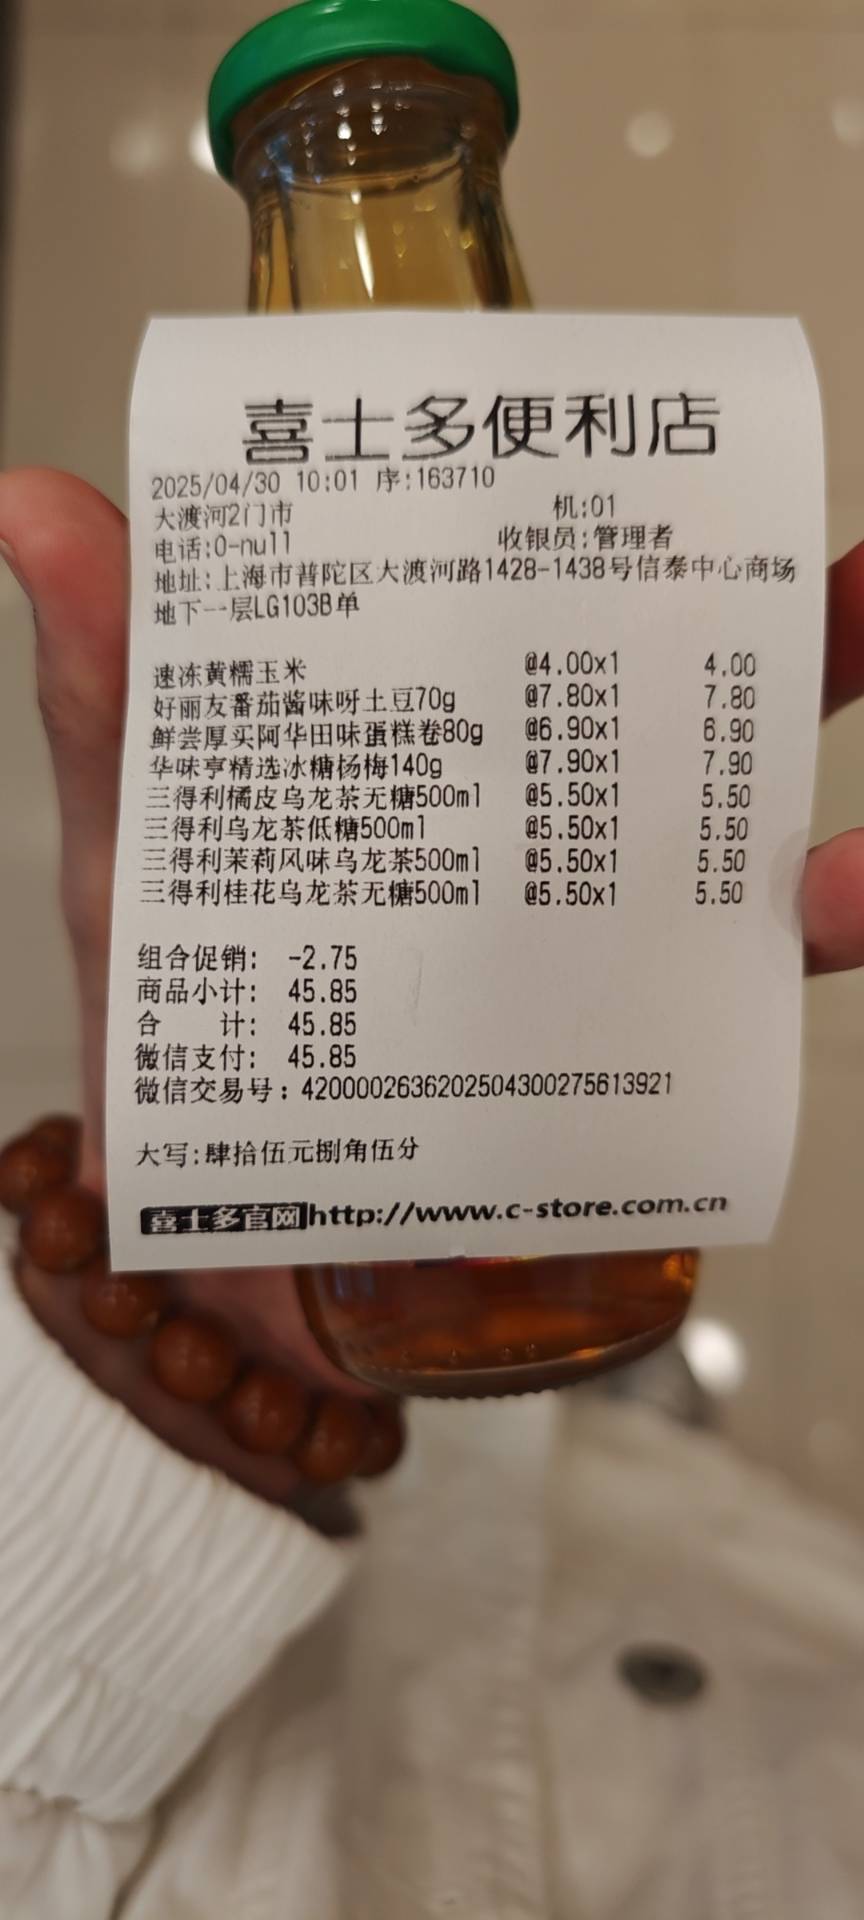 喜士多便利店
2025/04/30 10:01 序:163710
大渡河2门市 机:01
电话:0-null 收银员:管理者
地址:上海市普陀区大渡河路1428-1438号信泰中心商场
地下一层LG103B单
速冻黄糯玉米 @4.00x1 4.00
好丽友番茄酱味呀土豆70g @7.80x1 7.80
鲜尝厚买阿华田味蛋糕卷80g @6.90x1 6.90
华味亨精选冰糖杨梅140g @7.90x1 7.90
三得利橘皮乌龙茶无糖500ml @5.50x1 5.50
三得利乌龙茶低糖500ml @5.50x1 5.50
三得利茉莉风味乌龙茶500ml @5.50x1 5.50
三得利桂花乌龙茶无糖500ml @5.50x1 5.50
组合促销: -2.75
商品小计: 45.85
合 计: 45.85
微信支付: 45.85
微信交易号:4200002636202504300275613921
大写:肆拾伍元捌角伍分
喜士多官网http://www.c-store.com.cn